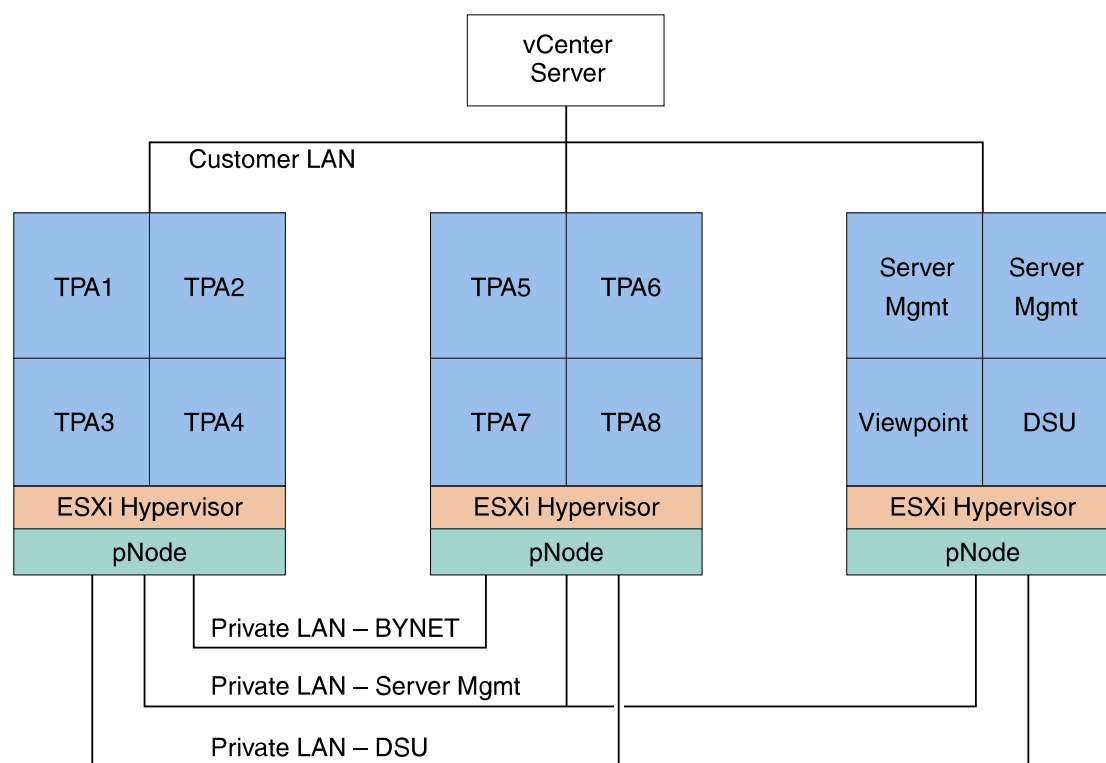 vCenter
Server
Customer LAN
TPA1
TPA2
TPA3
TPA4
ESXi Hypervisor
pNode
TPA5
TPA6
TPA7
TPA8
ESXi Hypervisor
pNode
Server
Mgmt
Server
Mgmt
Viewpoint
DSU
ESXi Hypervisor
pNode
Private LAN – BYNET
Private LAN – Server Mgmt
Private LAN – DSU